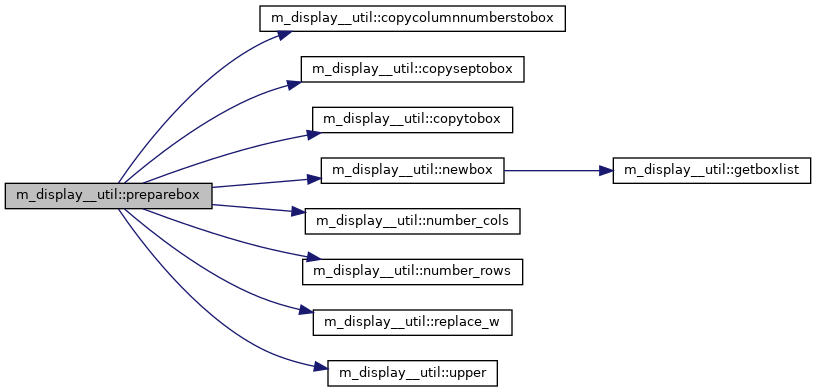 m_display__util::copycolumnnumberstobox
m_display__util::copyseptobox
m_display__util::copytobox
m_display__util::newbox
m_display__util::getboxlist
m_display__util::preparebox
m_display__util::number_cols
m_display__util::number_rows
m_display__util::replace_w
m_display__util::upper